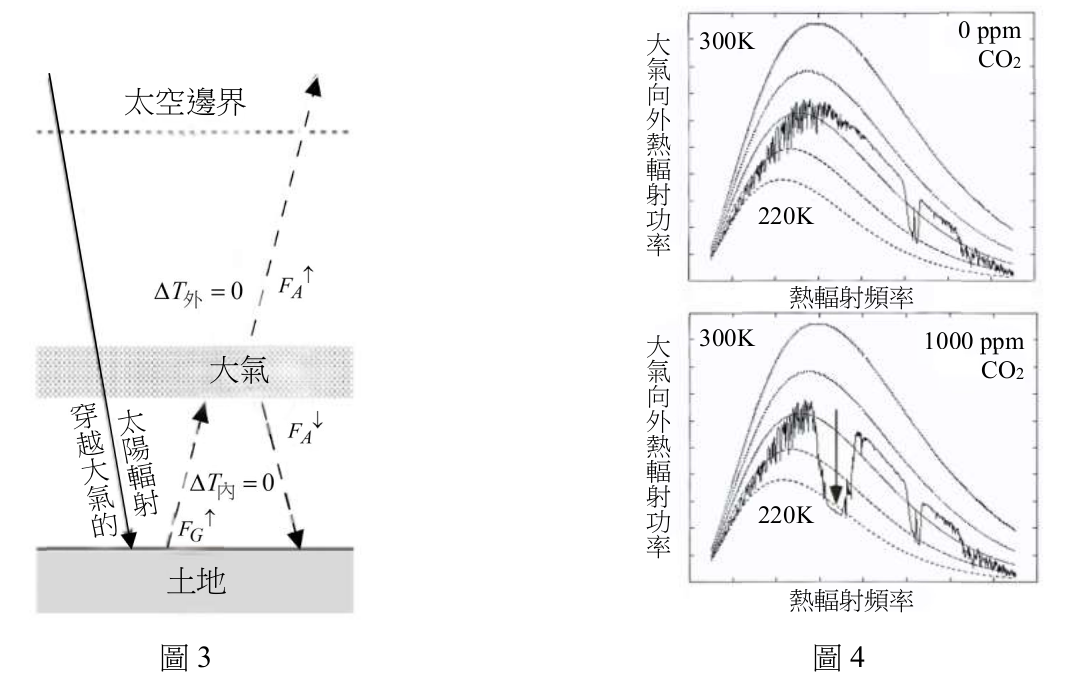 太空邊界
ΔT外 = 0
F_A↑
大氣
穿越大氣的
太陽輻射
F_A↓
ΔT內 = 0
F_G↑
土地
圖 3
大氣向外熱輻射功率
300K
0 ppm
CO₂
220K
熱輻射頻率
大氣向外熱輻射功率
300K
1000 ppm
CO₂
220K
熱輻射頻率
圖 4